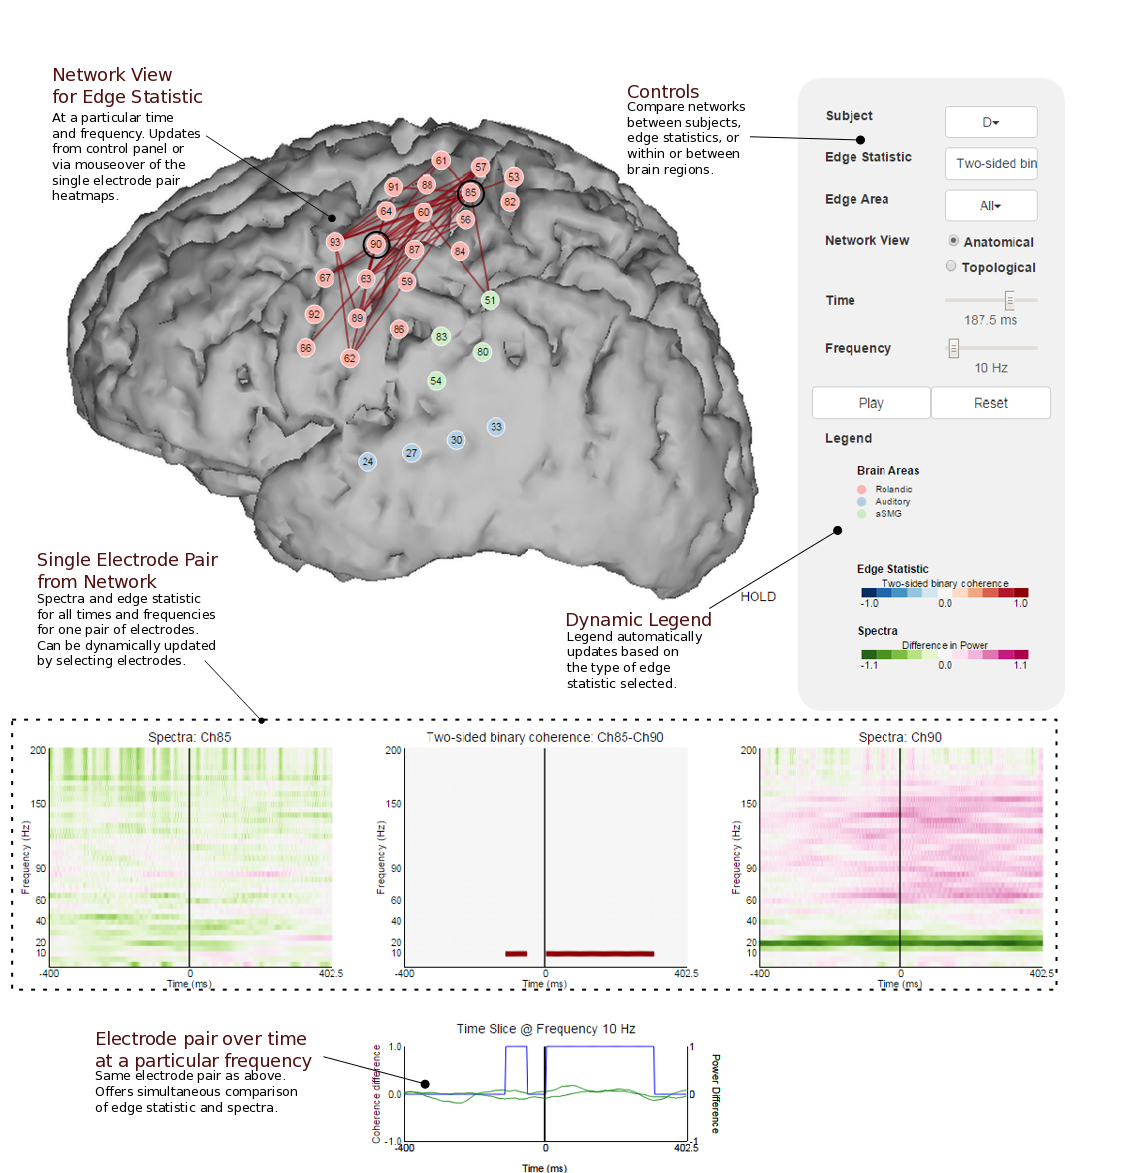 Network View
for Edge Statistic
At a particular time
and frequency. Updates
from control panel or
via mouseover of the
single electrode pair
heatmaps.
Controls
Compare networks
between subjects,
edge statistics, or
within or between
brain regions.
Subject
D
Edge Statistic
Two-sided bin
Edge Area
All
Network View
Anatomical
Topological
Time
187.5 ms
Frequency
10 Hz
Play
Reset
Legend
Brain Areas
Rolandic
Auditory
aSMG
Edge Statistic
Two-sided binary coherence
-1.0 0.0 1.0
Spectra
Difference in Power
-1.1 0.0 1.1
61
57
53
91
88
85
82
64
60
56
93
90
87
84
67
63
59
51
92
89
86
83
80
66
62
54
33
30
27
24
Single Electrode Pair
from Network
Spectra and edge statistic
for all times and frequencies
for one pair of electrodes.
Can be dynamically updated
by selecting electrodes.
HOLD
Dynamic Legend
Legend automatically
updates based on
the type of edge
statistic selected.
Spectra: Ch85
Frequency (Hz)
200
150
90
60
40
20
10
-400 0 402.5
Time (ms)
Two-sided binary coherence: Ch85-Ch90
Frequency (Hz)
200
150
90
60
40
20
10
-400 0 402.5
Time (ms)
Spectra: Ch90
Frequency (Hz)
200
150
90
60
40
20
10
-400 0 402.5
Time (ms)
Electrode pair over time
at a particular frequency
Same electrode pair as above.
Offers simultaneous comparison
of edge statistic and spectra.
Time Slice @ Frequency 10 Hz
Coherence difference
1.0
0.0
-1.0
1
0
-1
Power Difference
-400 0 402.5
Time (ms)